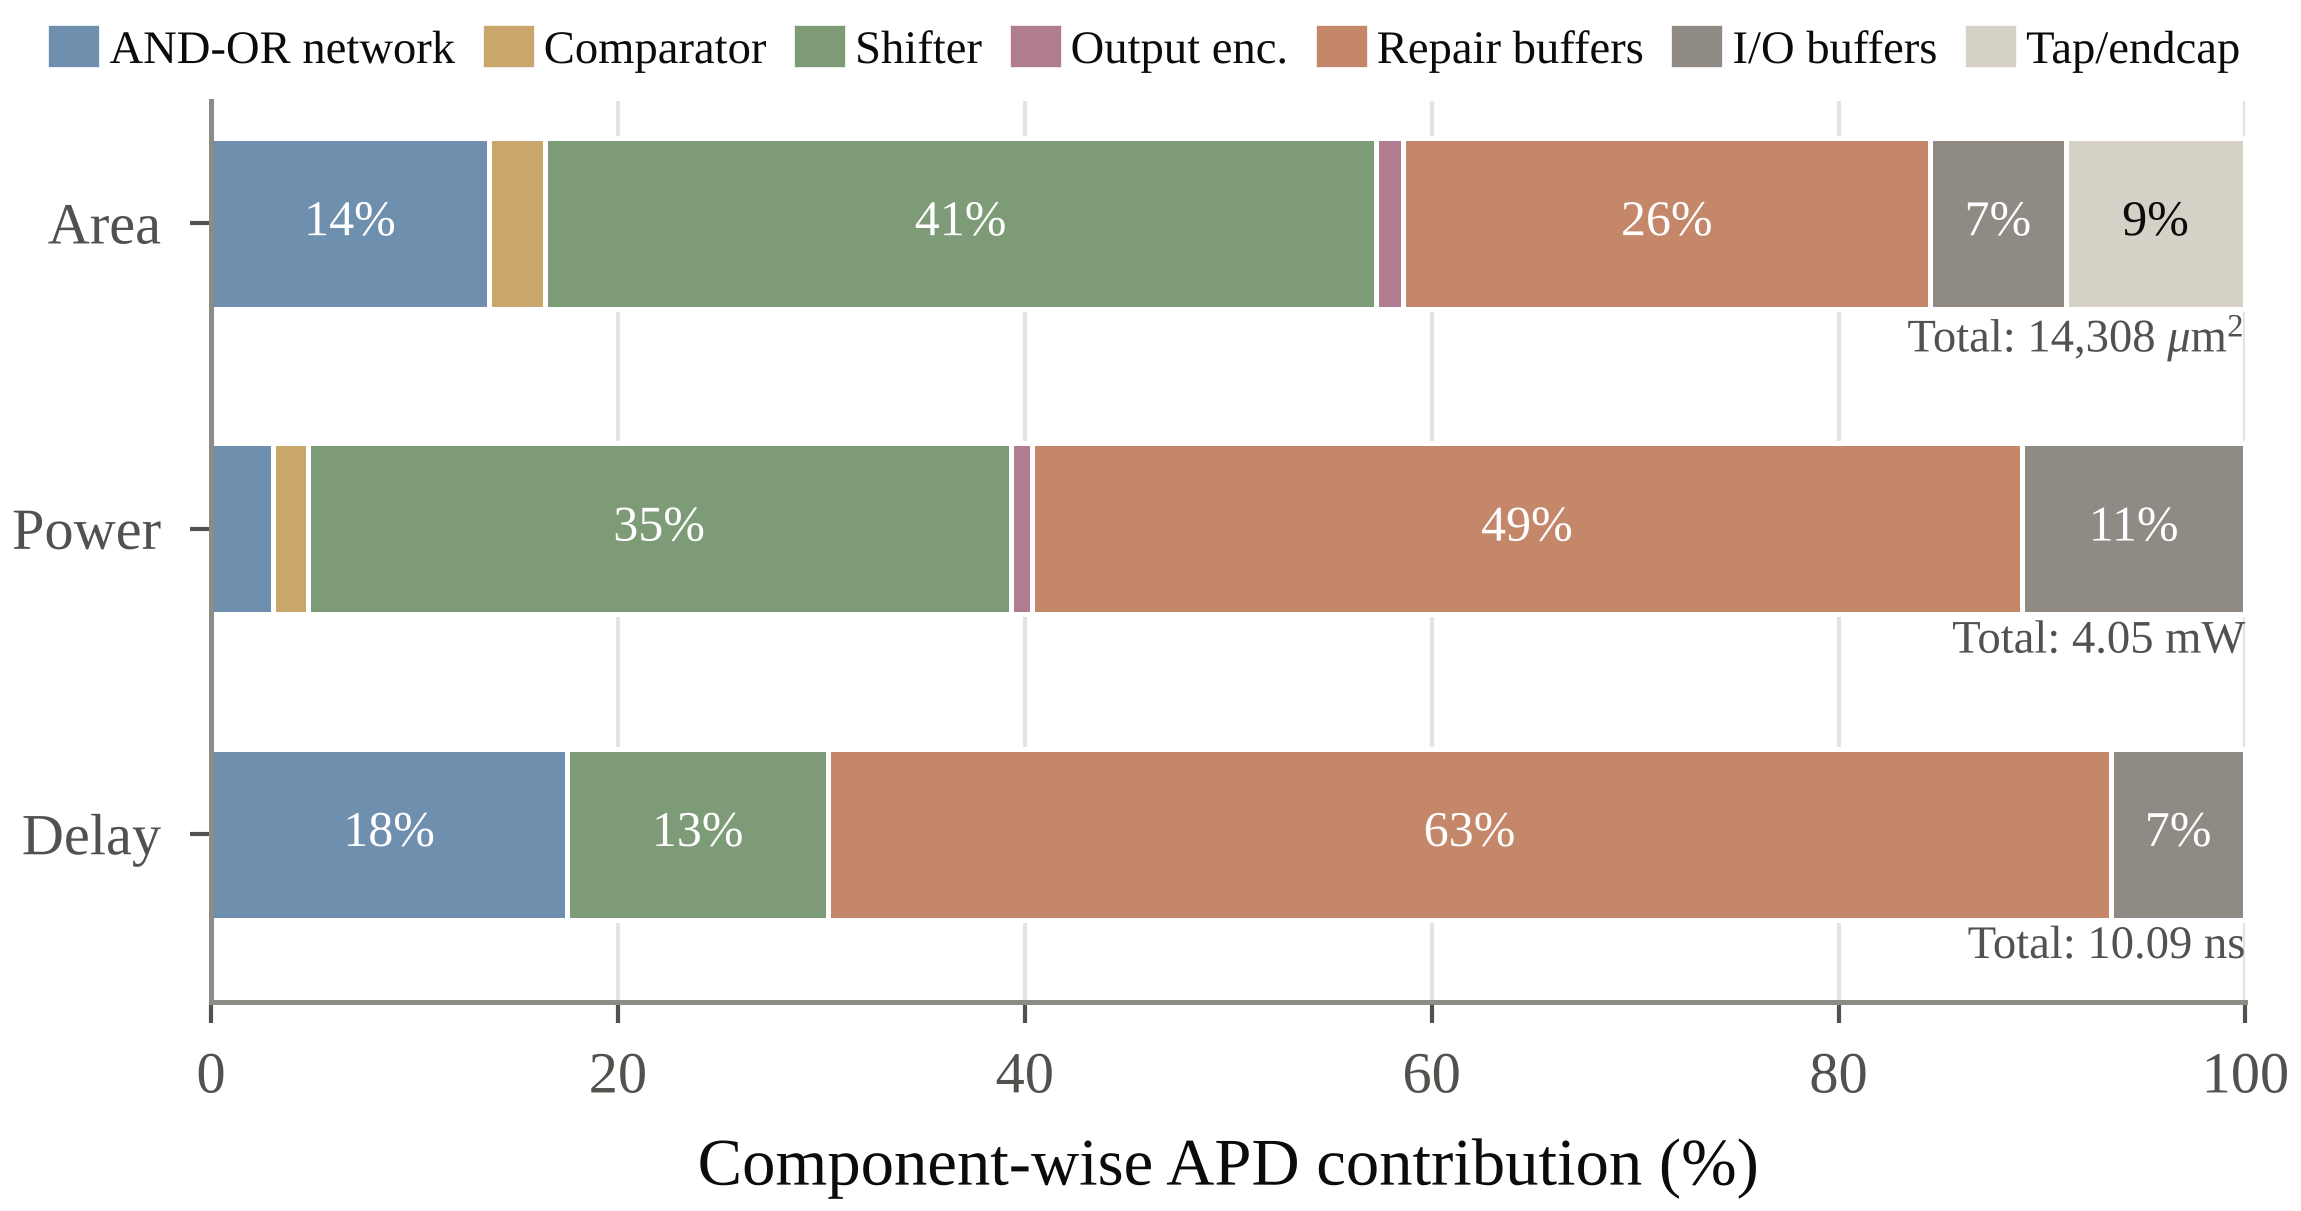 AND-OR network Comparator Shifter Output enc. Repair buffers I/O buffers Tap/endcap
Area 14% 41% 26% 7% 9%
Total: 14,308 μm²
Power 35% 49% 11%
Total: 4.05 mW
Delay 18% 13% 63% 7%
Total: 10.09 ns
0 20 40 60 80 100
Component-wise APD contribution (%)